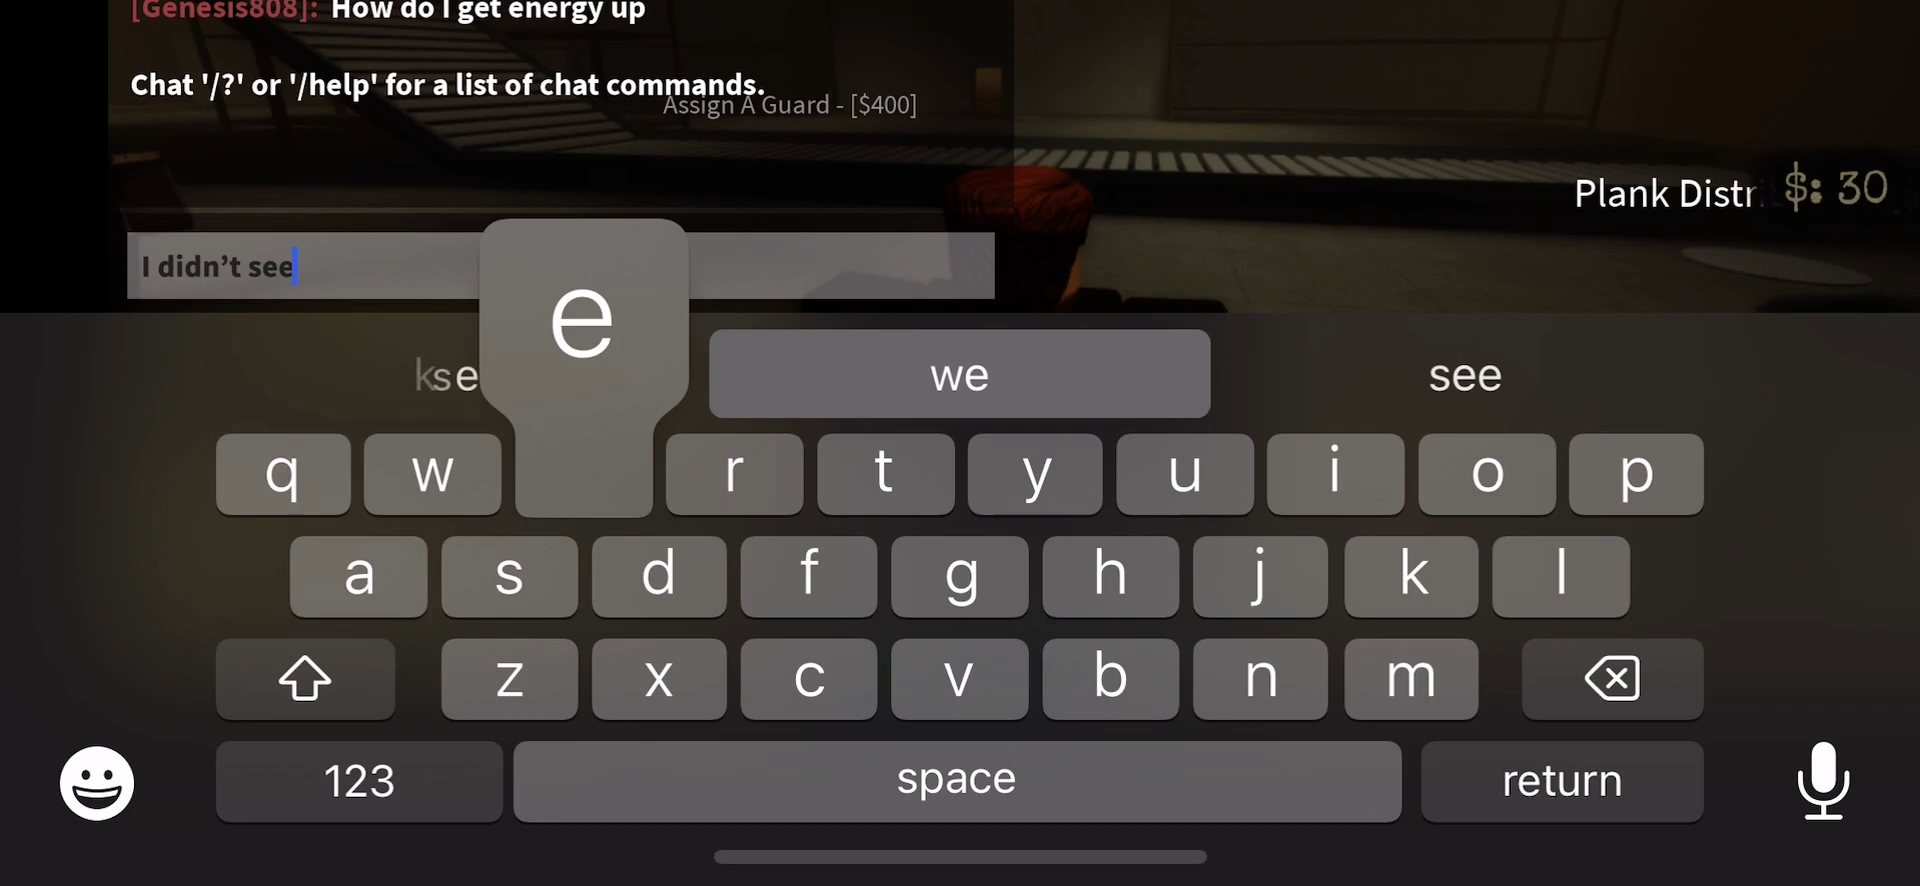 [Genesis808]: How do I get energy up
Chat '/?' or '/help' for a list of chat commands.
Assign A Guard - [$400]
Plank Distr
$: 30
I didn't see
e
we
see
q w r t y u i o p
a s d f g h j k l
z x c v b n m
123
space
return